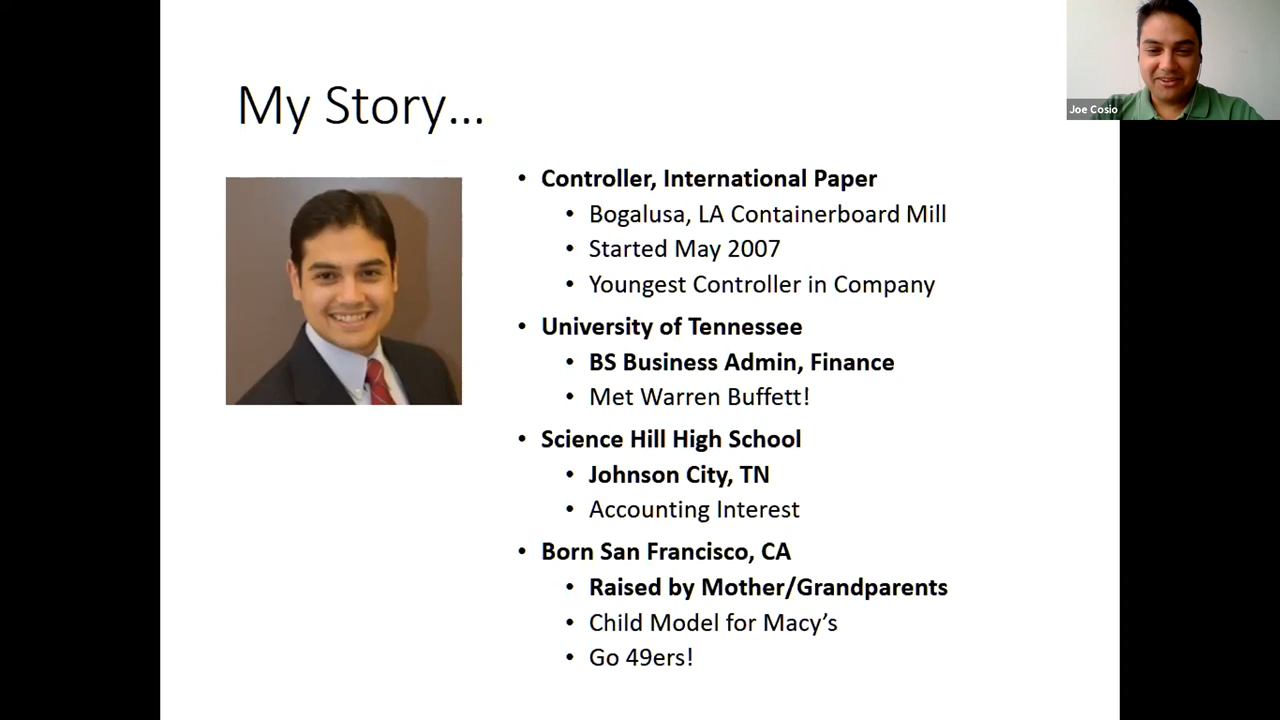 Joe Cosio
My Story…
• Controller, International Paper
• Bogalusa, LA Containerboard Mill
• Started May 2007
• Youngest Controller in Company
• University of Tennessee
• BS Business Admin, Finance
• Met Warren Buffett!
• Science Hill High School
• Johnson City, TN
• Accounting Interest
• Born San Francisco, CA
• Raised by Mother/Grandparents
• Child Model for Macy’s
• Go 49ers!